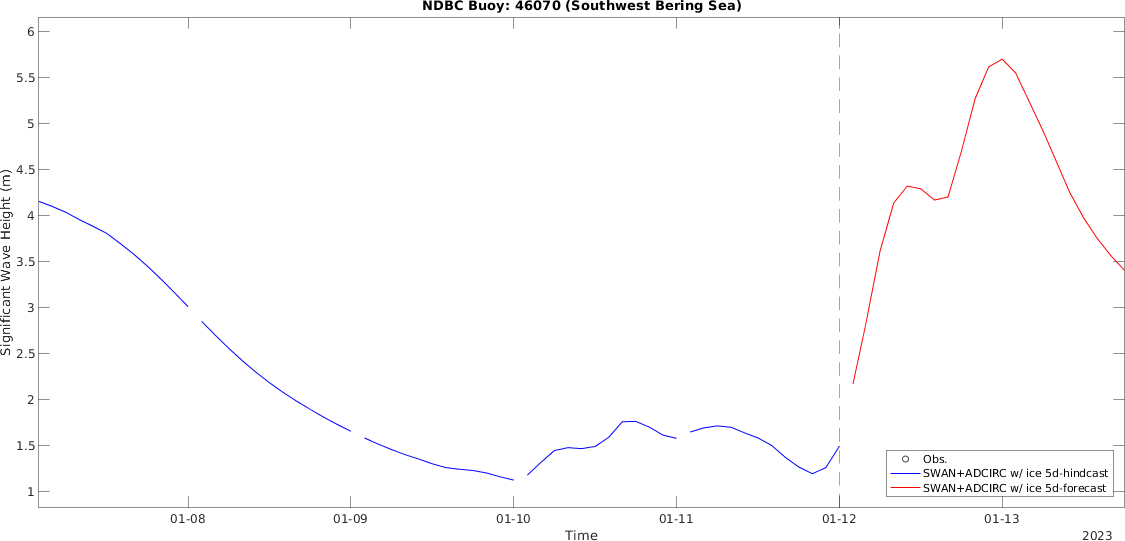 NDBC Buoy: 46070 (Southwest Bering Sea)
Significant Wave Height (m)
6
5.5
5
4.5
4
3.5
3
2.5
2
1.5
1
Obs.
SWAN+ADCIRC w/ ice 5d-hindcast
SWAN+ADCIRC w/ ice 5d-forecast
01-08 01-09 01-10 01-11 01-12 01-13
Time
2023